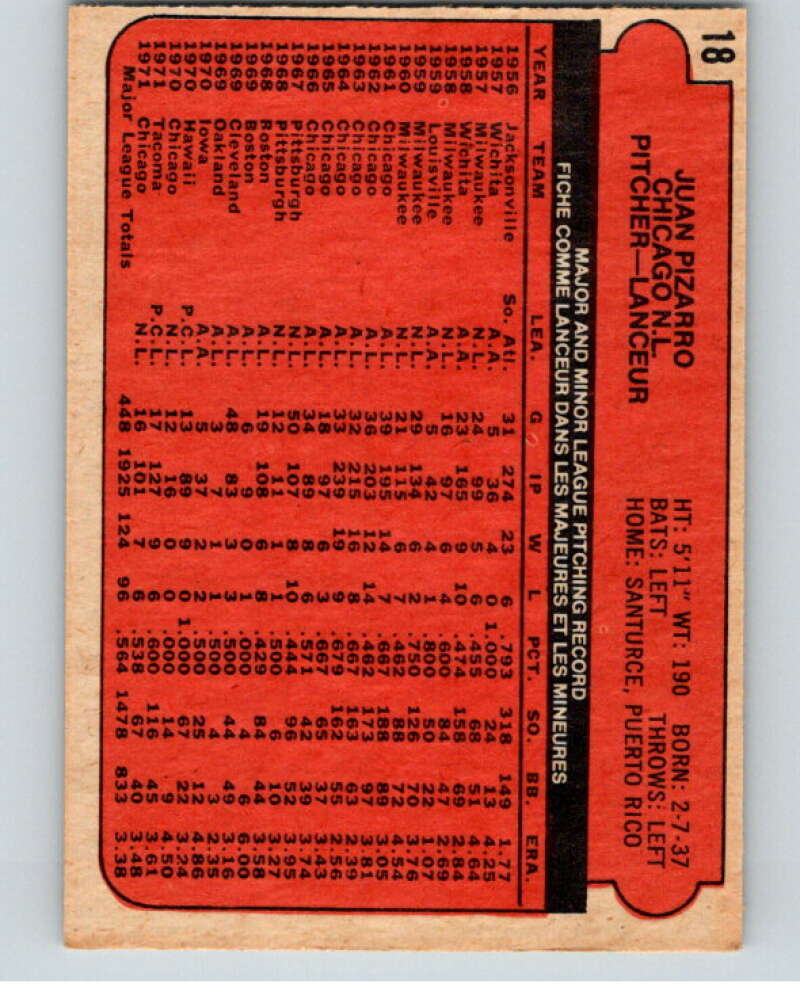 18
JUAN PIZARRO
CHICAGO N.L.
PITCHER—LANCEUR
HT: 5'11" WT: 190 BORN: 2-7-37
BATS: LEFT THROWS: LEFT
HOME: SANTURCE, PUERTO RICO
MAJOR AND MINOR LEAGUE PITCHING RECORD
FICHE COMME LANCEUR DANS LES MAJEURES ET LES MINEURES
YEAR TEAM LEA. G IP W L PCT. SO. BB. ERA.
1956 Jacksonville So. Atl. 31 274 23 6 .793 318 149 1.77
1957 Wichita A.A. 5 36 4 0 1.000 24 13 4.25
1957 Milwaukee N.L. 24 99 5 6 .455 68 51 4.64
1958 Wichita A.A. 23 165 9 10 .474 158 69 2.84
1958 Milwaukee N.L. 16 97 6 4 .600 84 47 2.69
1959 Louisville A.A. 5 42 4 1 .800 50 22 1.07
1959 Milwaukee N.L. 29 134 6 2 .750 126 70 3.76
1960 Milwaukee N.L. 21 115 6 7 .462 88 72 4.54
1961 Chicago A.L. 39 195 14 7 .667 188 89 3.05
1962 Chicago A.L. 36 203 12 14 .462 173 97 3.81
1963 Chicago A.L. 32 215 16 8 .667 163 63 2.39
1964 Chicago A.L. 33 239 19 9 .679 162 55 2.56
1965 Chicago A.L. 18 97 6 3 .667 65 37 3.43
1966 Chicago A.L. 34 89 8 6 .571 42 39 3.74
1967 Pittsburgh N.L. 50 107 8 10 .444 96 52 3.95
1968 Pittsburgh N.L. 12 11 1 1 .500 6 10 3.27
1968 Boston A.L. 19 108 6 8 .429 84 44 3.58
1969 Boston A.L. 6 9 0 1 .000 4 6 6.00
1969 Cleveland A.L. 48 83 3 3 .500 44 49 3.16
1969 Oakland A.L. 3 7 1 1 .500 4 3 2.35
1970 Iowa A.A. 5 37 2 2 .500 25 12 4.86
1970 Hawaii P.C.L. 13 89 9 0 1.000 67 22 3.24
1970 Chicago N.L. 12 16 0 0 .000 14 9 4.50
1971 Tacoma P.C.L. 17 127 9 6 .600 116 45 3.61
1971 Chicago N.L. 16 101 7 6 .538 67 40 3.48
Major League Totals 448 1925 124 96 .564 1478 833 3.38